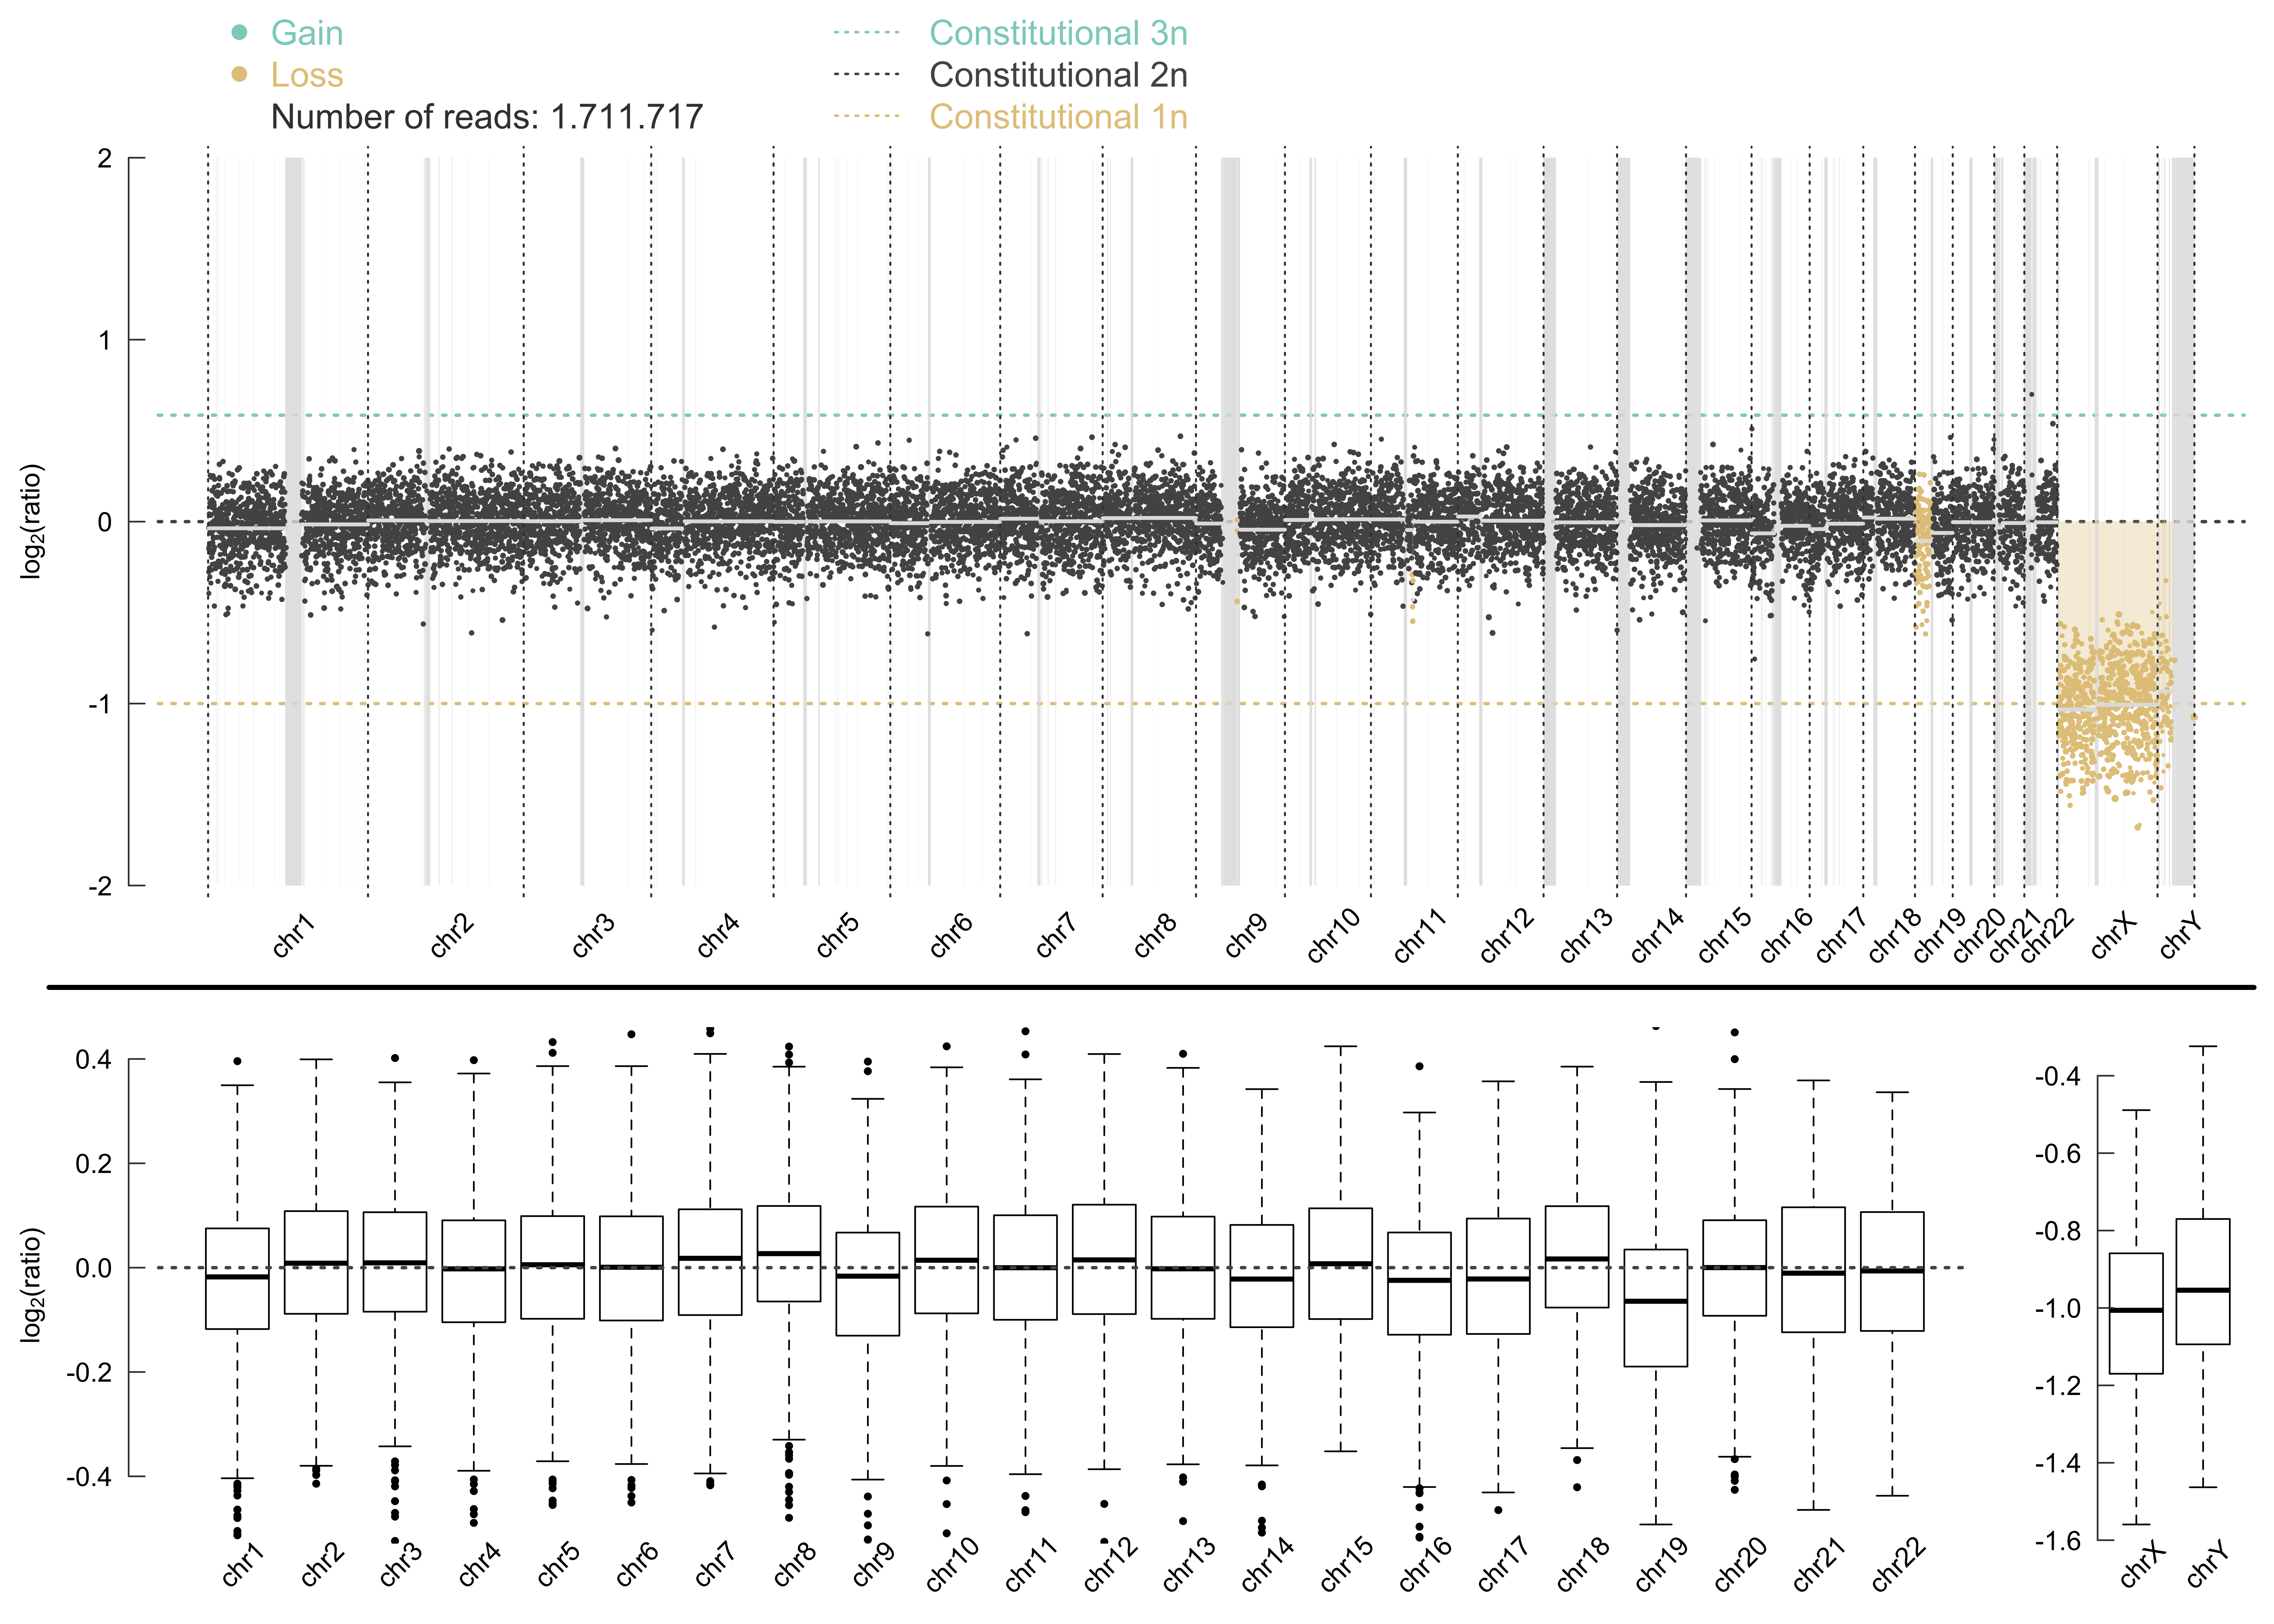 Gain
Loss
Number of reads: 1.711.717
Constitutional 3n
Constitutional 2n
Constitutional 1n
log2(ratio)
2
1
0
-1
-2
chr1 chr2 chr3 chr4 chr5 chr6 chr7 chr8 chr9 chr10 chr11 chr12 chr13 chr14 chr15 chr16 chr17 chr18 chr19 chr20 chr21 chr22 chrX chrY
log2(ratio)
0.4
0.2
0.0
-0.2
-0.4
chr1 chr2 chr3 chr4 chr5 chr6 chr7 chr8 chr9 chr10 chr11 chr12 chr13 chr14 chr15 chr16 chr17 chr18 chr19 chr20 chr21 chr22
-0.4
-0.6
-0.8
-1.0
-1.2
-1.4
-1.6
chrX chrY